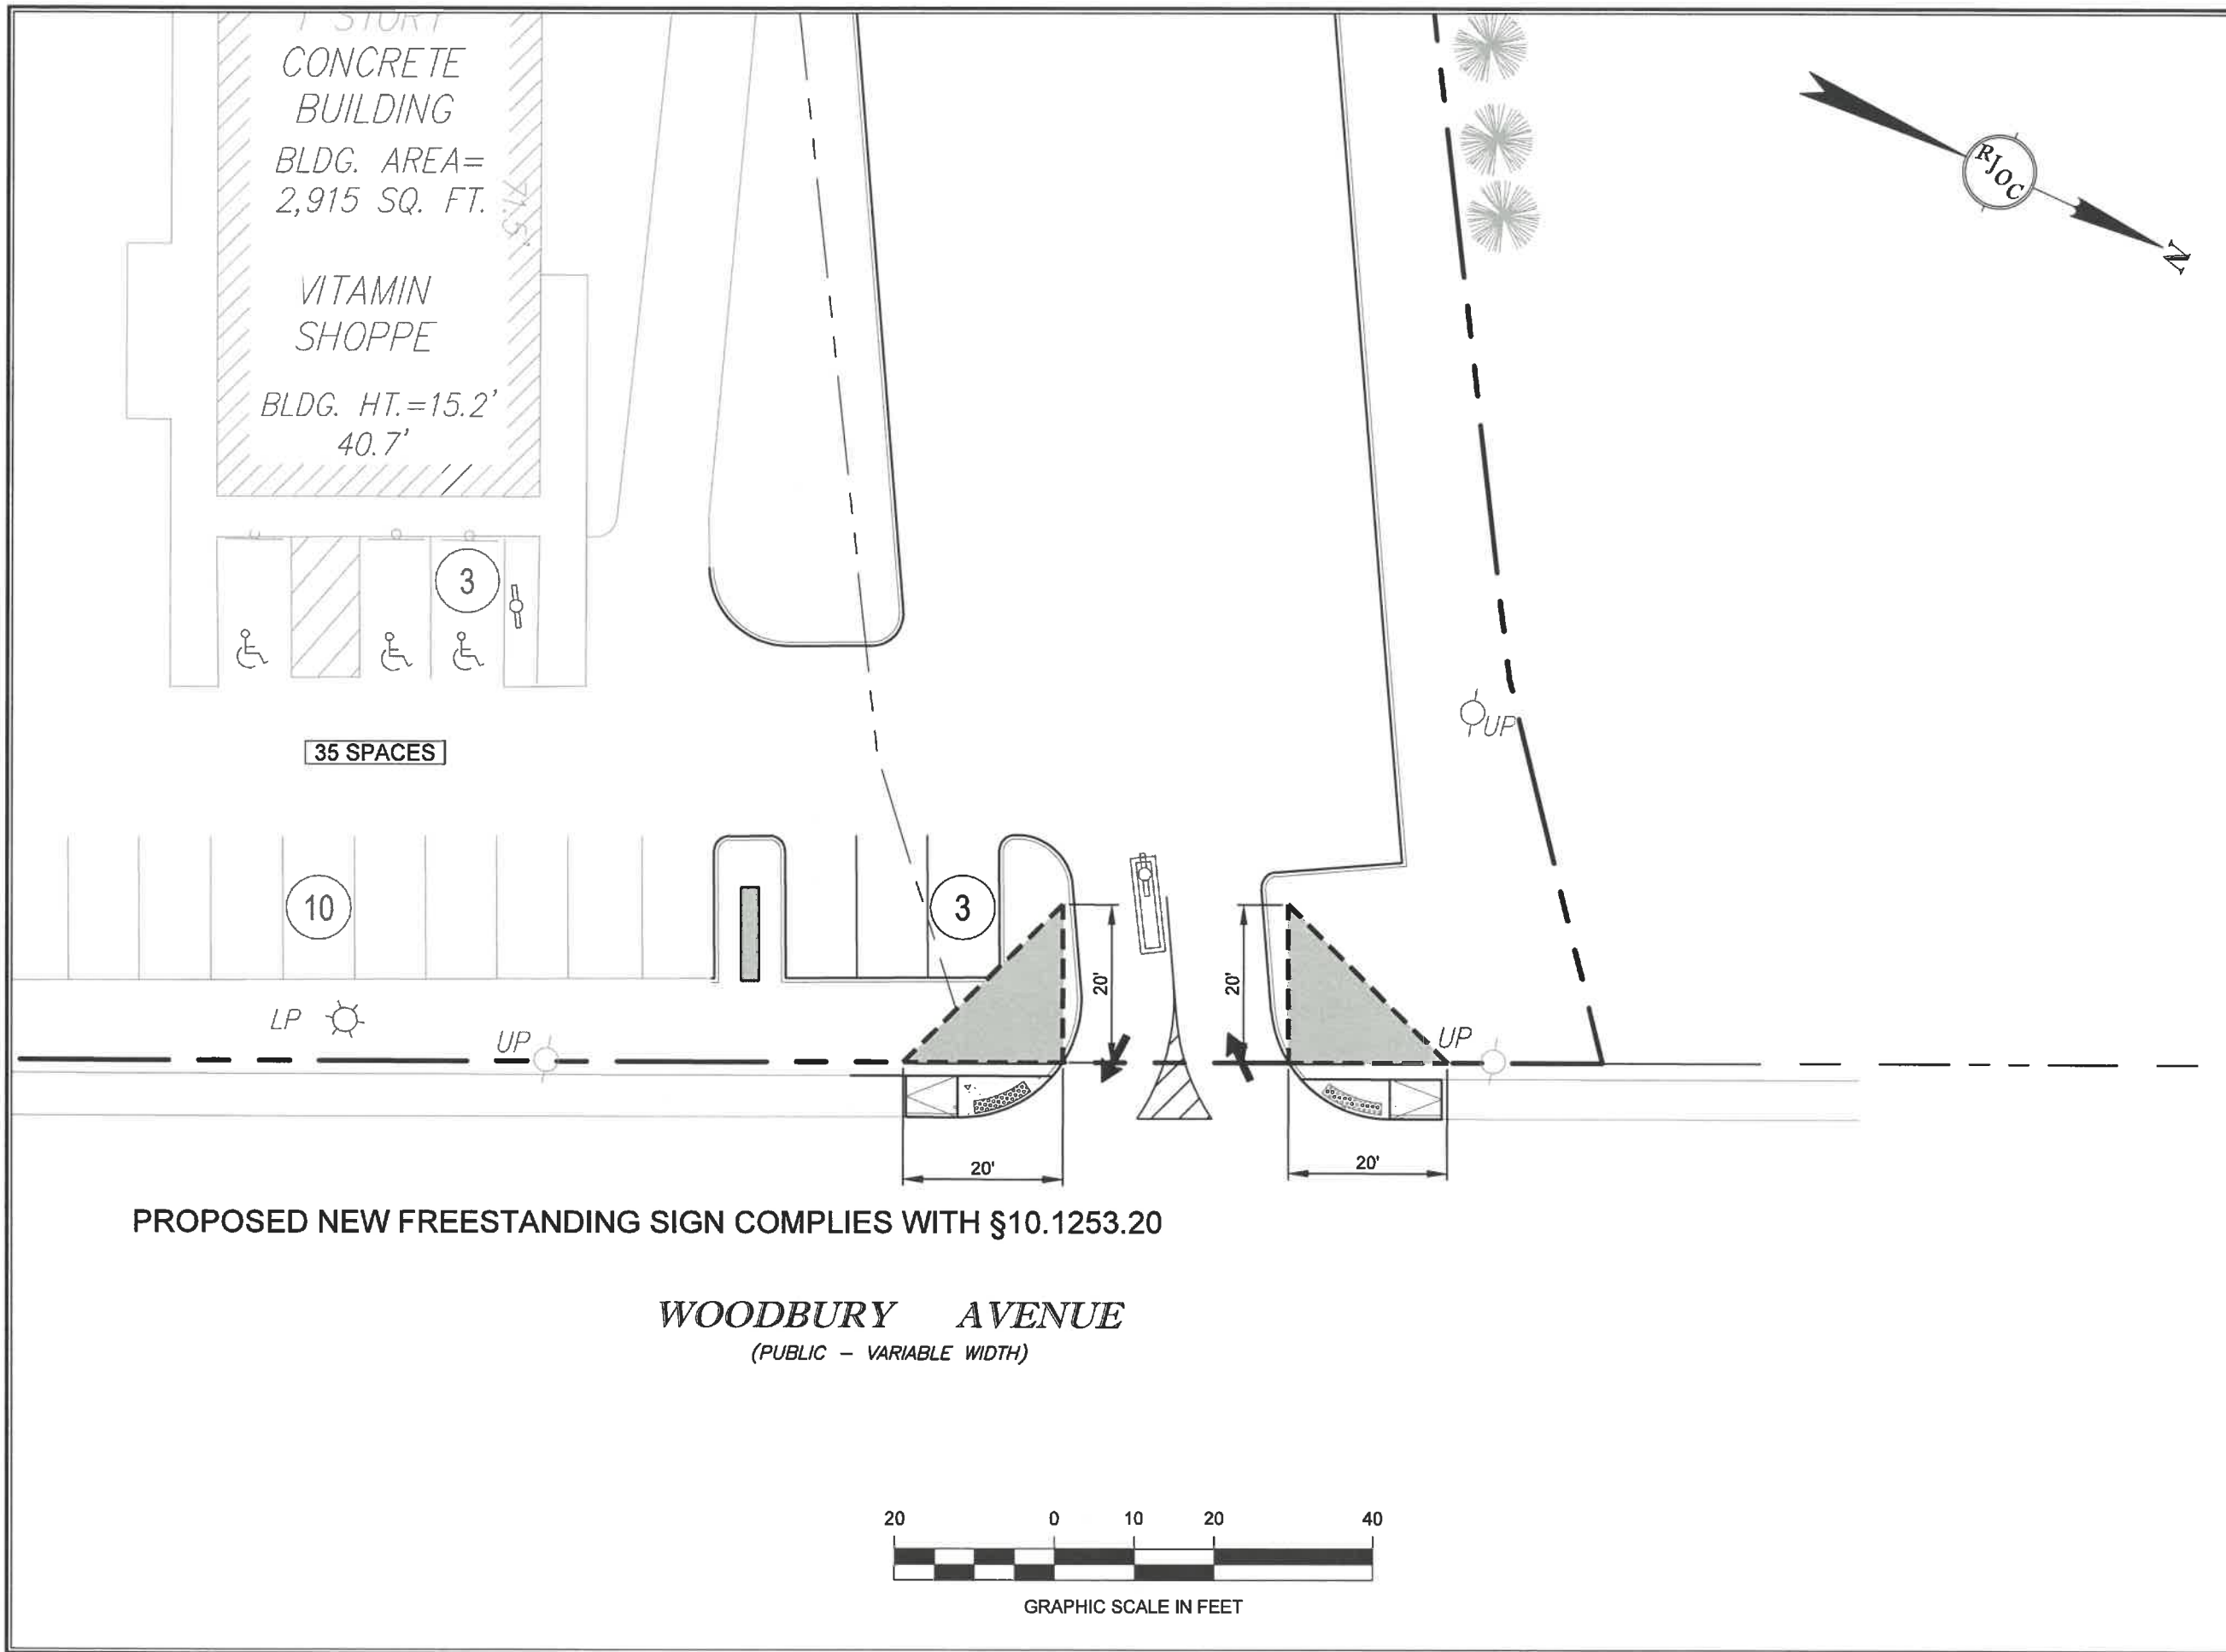 1 STORY
CONCRETE
BUILDING
BLDG. AREA=
2,915 SQ. FT.
71.5'
VITAMIN
SHOPPE
BLDG. HT.=15.2'
40.7'
RJOC
N
3
UP
35 SPACES
10
3
20'
20'
LP
UP
UP
20'
20'
PROPOSED NEW FREESTANDING SIGN COMPLIES WITH §10.1253.20
WOODBURY AVENUE
(PUBLIC – VARIABLE WIDTH)
20 0 10 20 40
GRAPHIC SCALE IN FEET